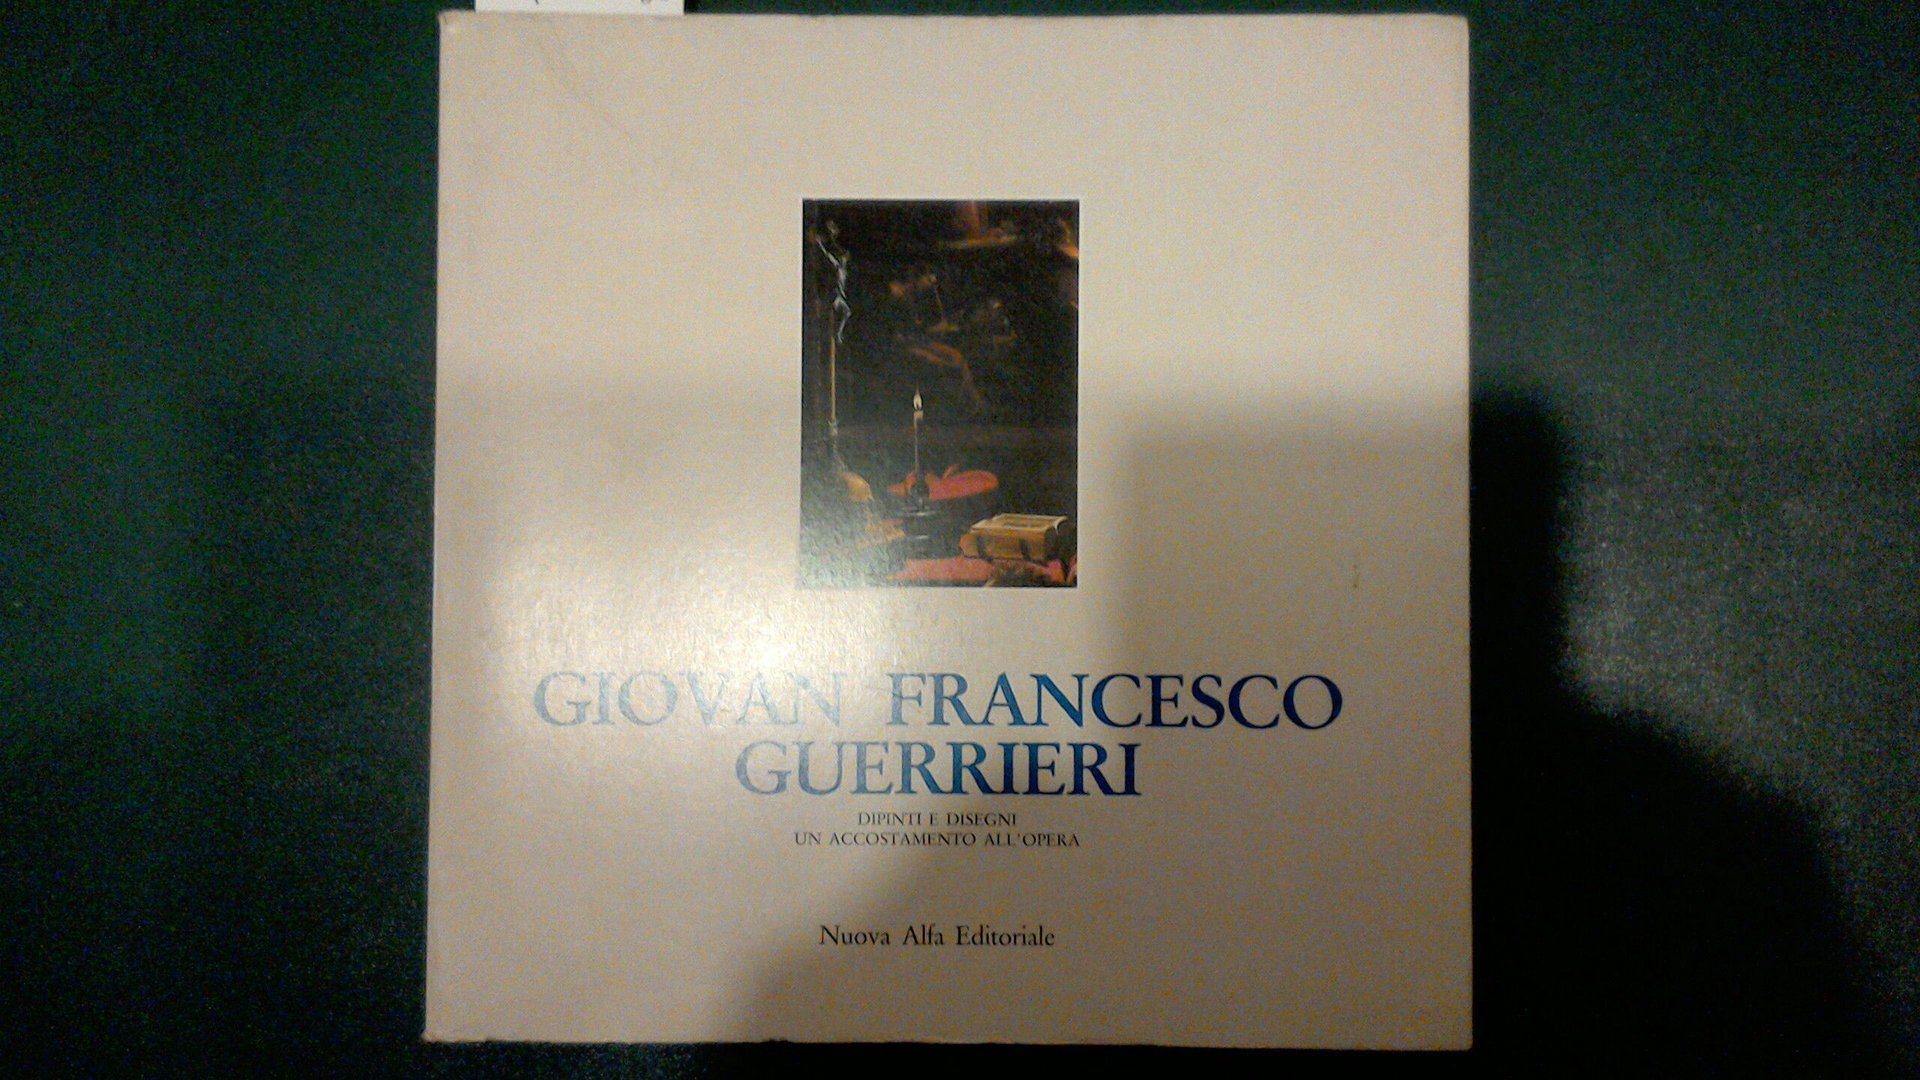 GIOVAN FRANCESCO
GUERRIERI
DIPINTI E DISEGNI
UN ACCOSTAMENTO ALL'OPERA
Nuova Alfa Editoriale